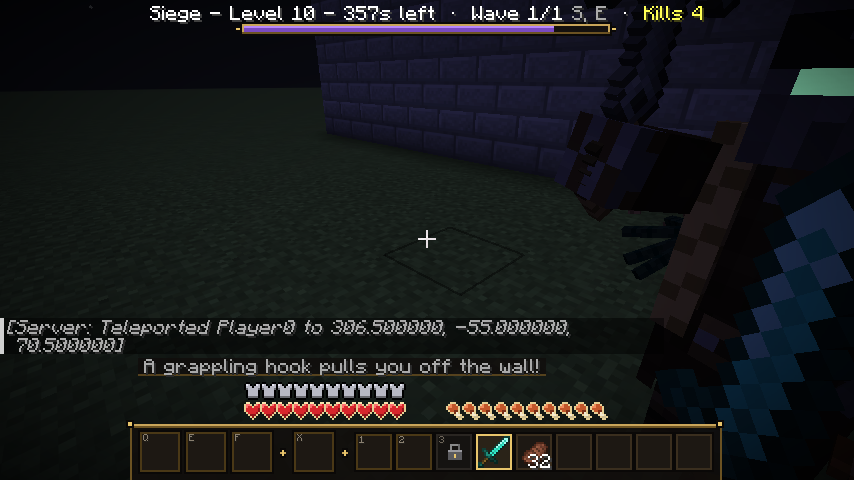 Siege – Level 10 – 357s left · Wave 1/1 S, E · Kills 4
[Server: Teleported Player0 to 306.500000, -55.000000,
70.500000]
A grappling hook pulls you off the wall!
Q E F X 1 2 3
32